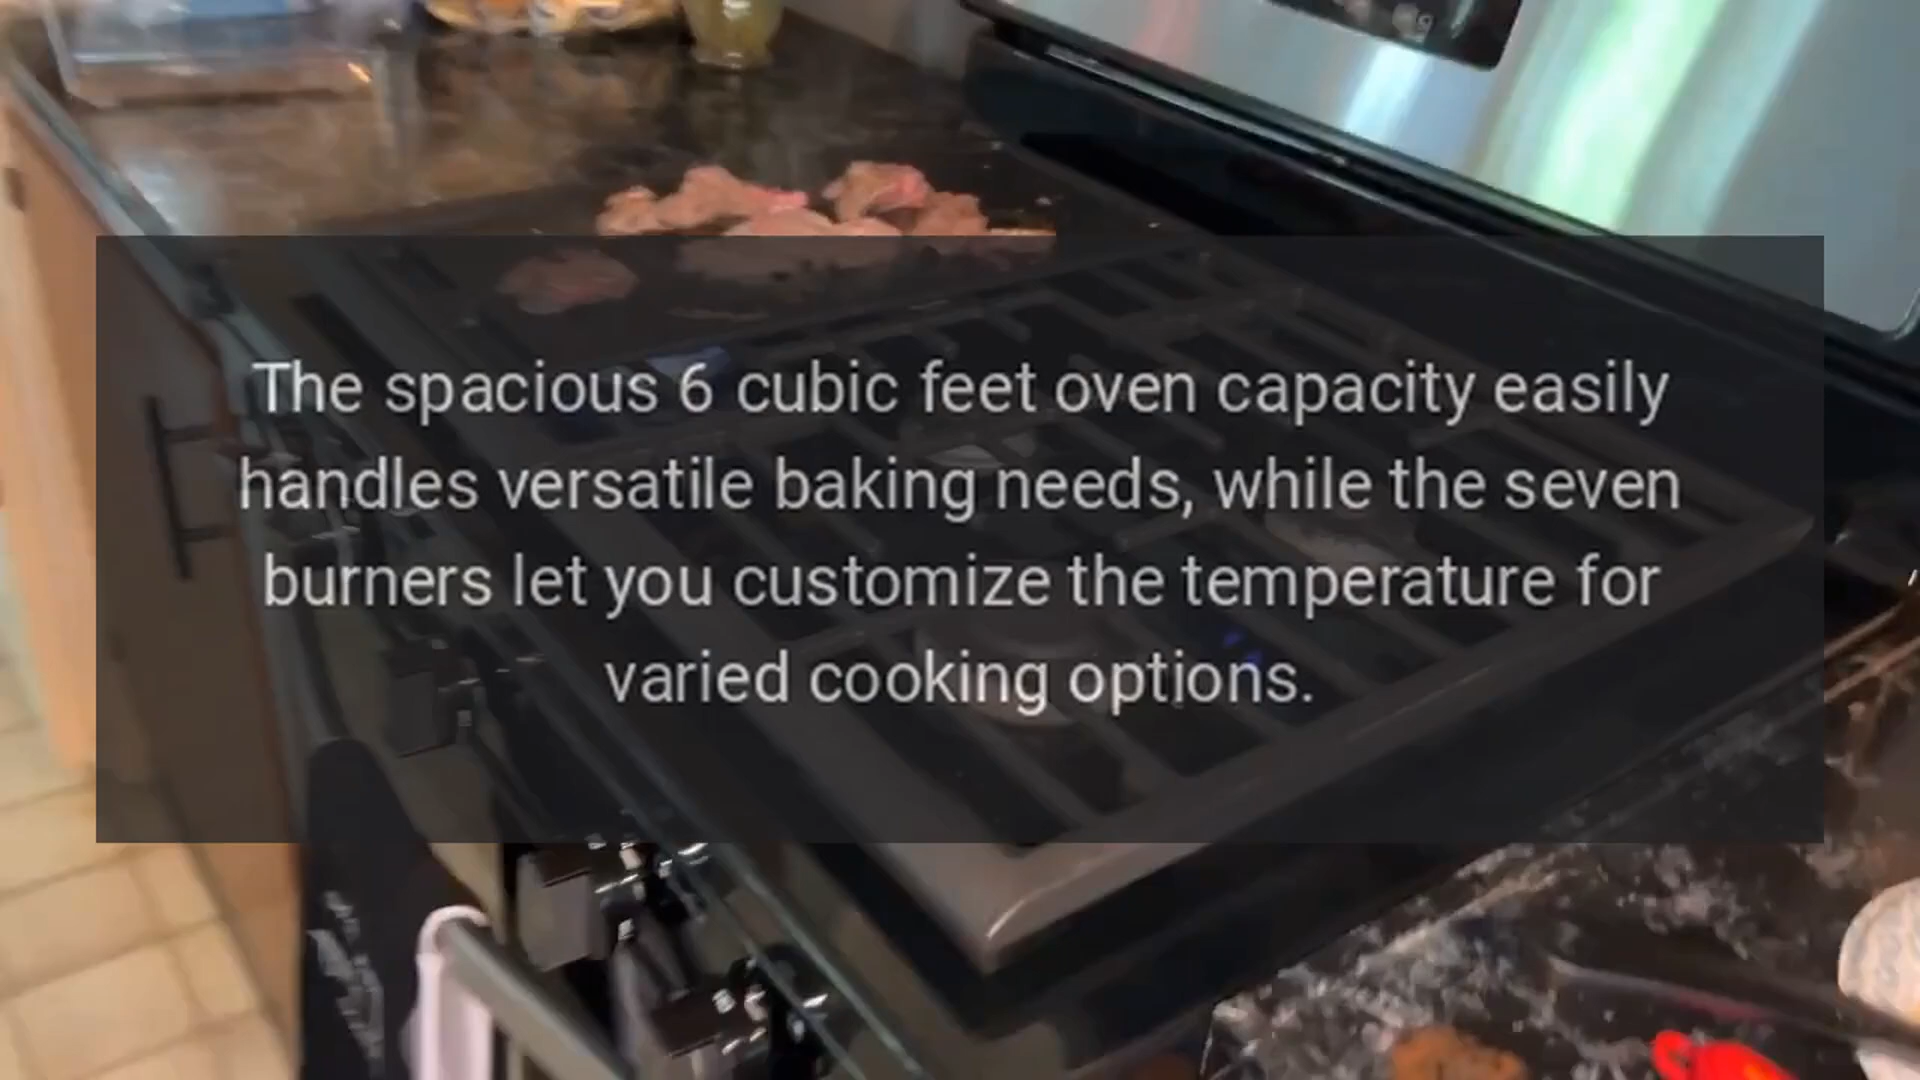 The spacious 6 cubic feet oven capacity easily
handles versatile baking needs, while the seven
burners let you customize the temperature for
varied cooking options.